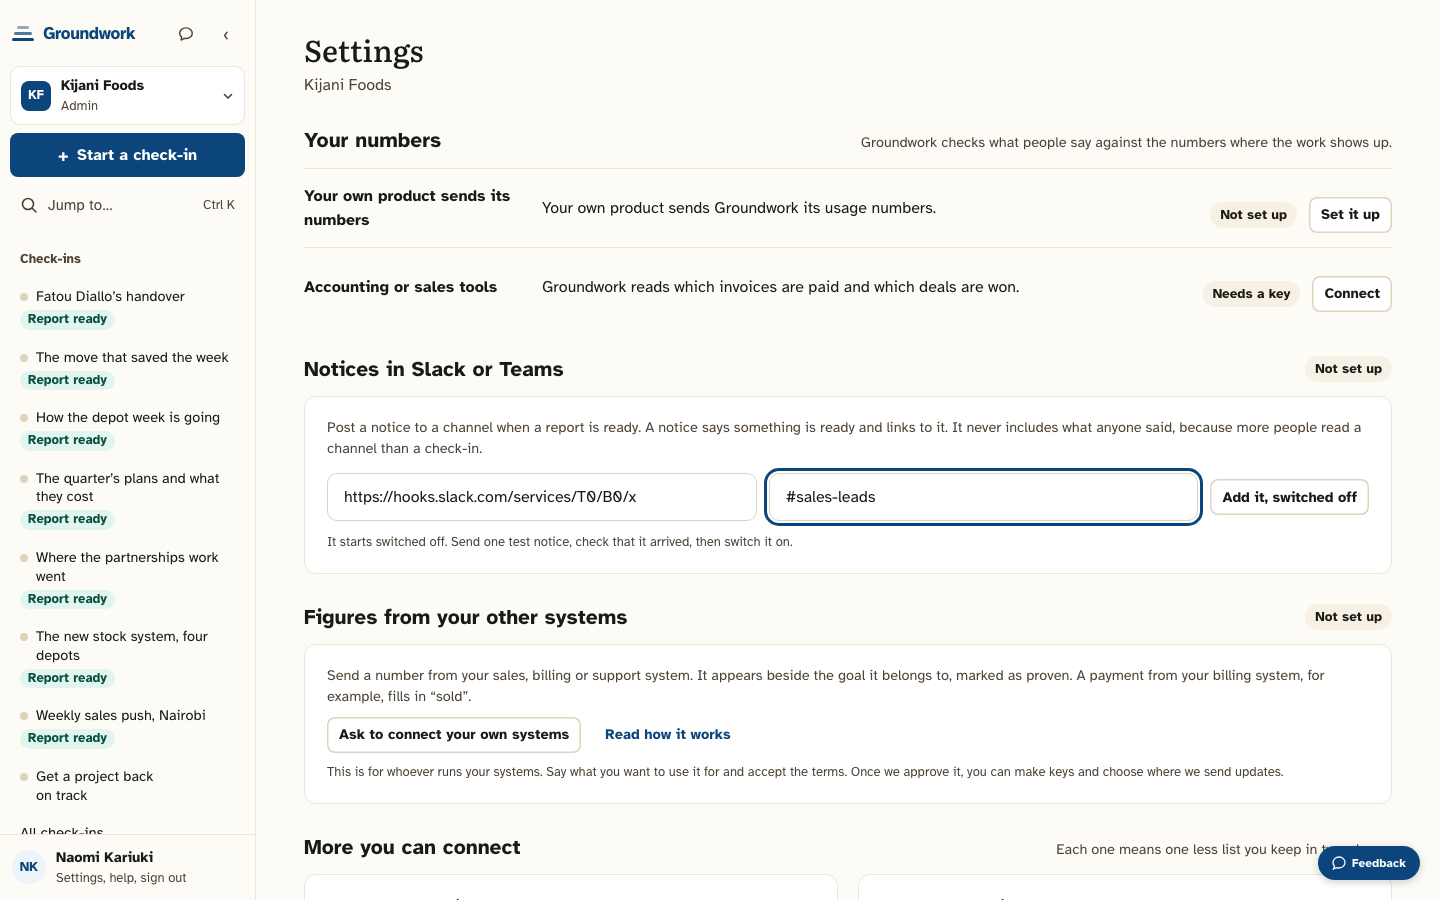 Groundwork
KF
Kijani Foods
Admin
+ Start a check-in
Jump to...
Ctrl K
Check-ins
Fatou Diallo’s handover
Report ready
The move that saved the week
Report ready
How the depot week is going
Report ready
The quarter’s plans and what
they cost
Report ready
Where the partnerships work
went
Report ready
The new stock system, four
depots
Report ready
Weekly sales push, Nairobi
Report ready
Get a project back
on track
All check-ins
NK
Naomi Kariuki
Settings, help, sign out
Settings
Kijani Foods
Your numbers
Groundwork checks what people say against the numbers where the work shows up.
Your own product sends its
numbers
Your own product sends Groundwork its usage numbers.
Not set up
Set it up
Accounting or sales tools
Groundwork reads which invoices are paid and which deals are won.
Needs a key
Connect
Notices in Slack or Teams
Not set up
Post a notice to a channel when a report is ready. A notice says something is ready and links to it. It never includes what anyone said, because more people read a
channel than a check-in.
https://hooks.slack.com/services/T0/B0/x
#sales-leads
Add it, switched off
It starts switched off. Send one test notice, check that it arrived, then switch it on.
Figures from your other systems
Not set up
Send a number from your sales, billing or support system. It appears beside the goal it belongs to, marked as proven. A payment from your billing system, for
example, fills in “sold”.
Ask to connect your own systems
Read how it works
This is for whoever runs your systems. Say what you want to use it for and accept the terms. Once we approve it, you can make keys and choose where we send updates.
More you can connect
Each one means one less list you keep in
Feedback